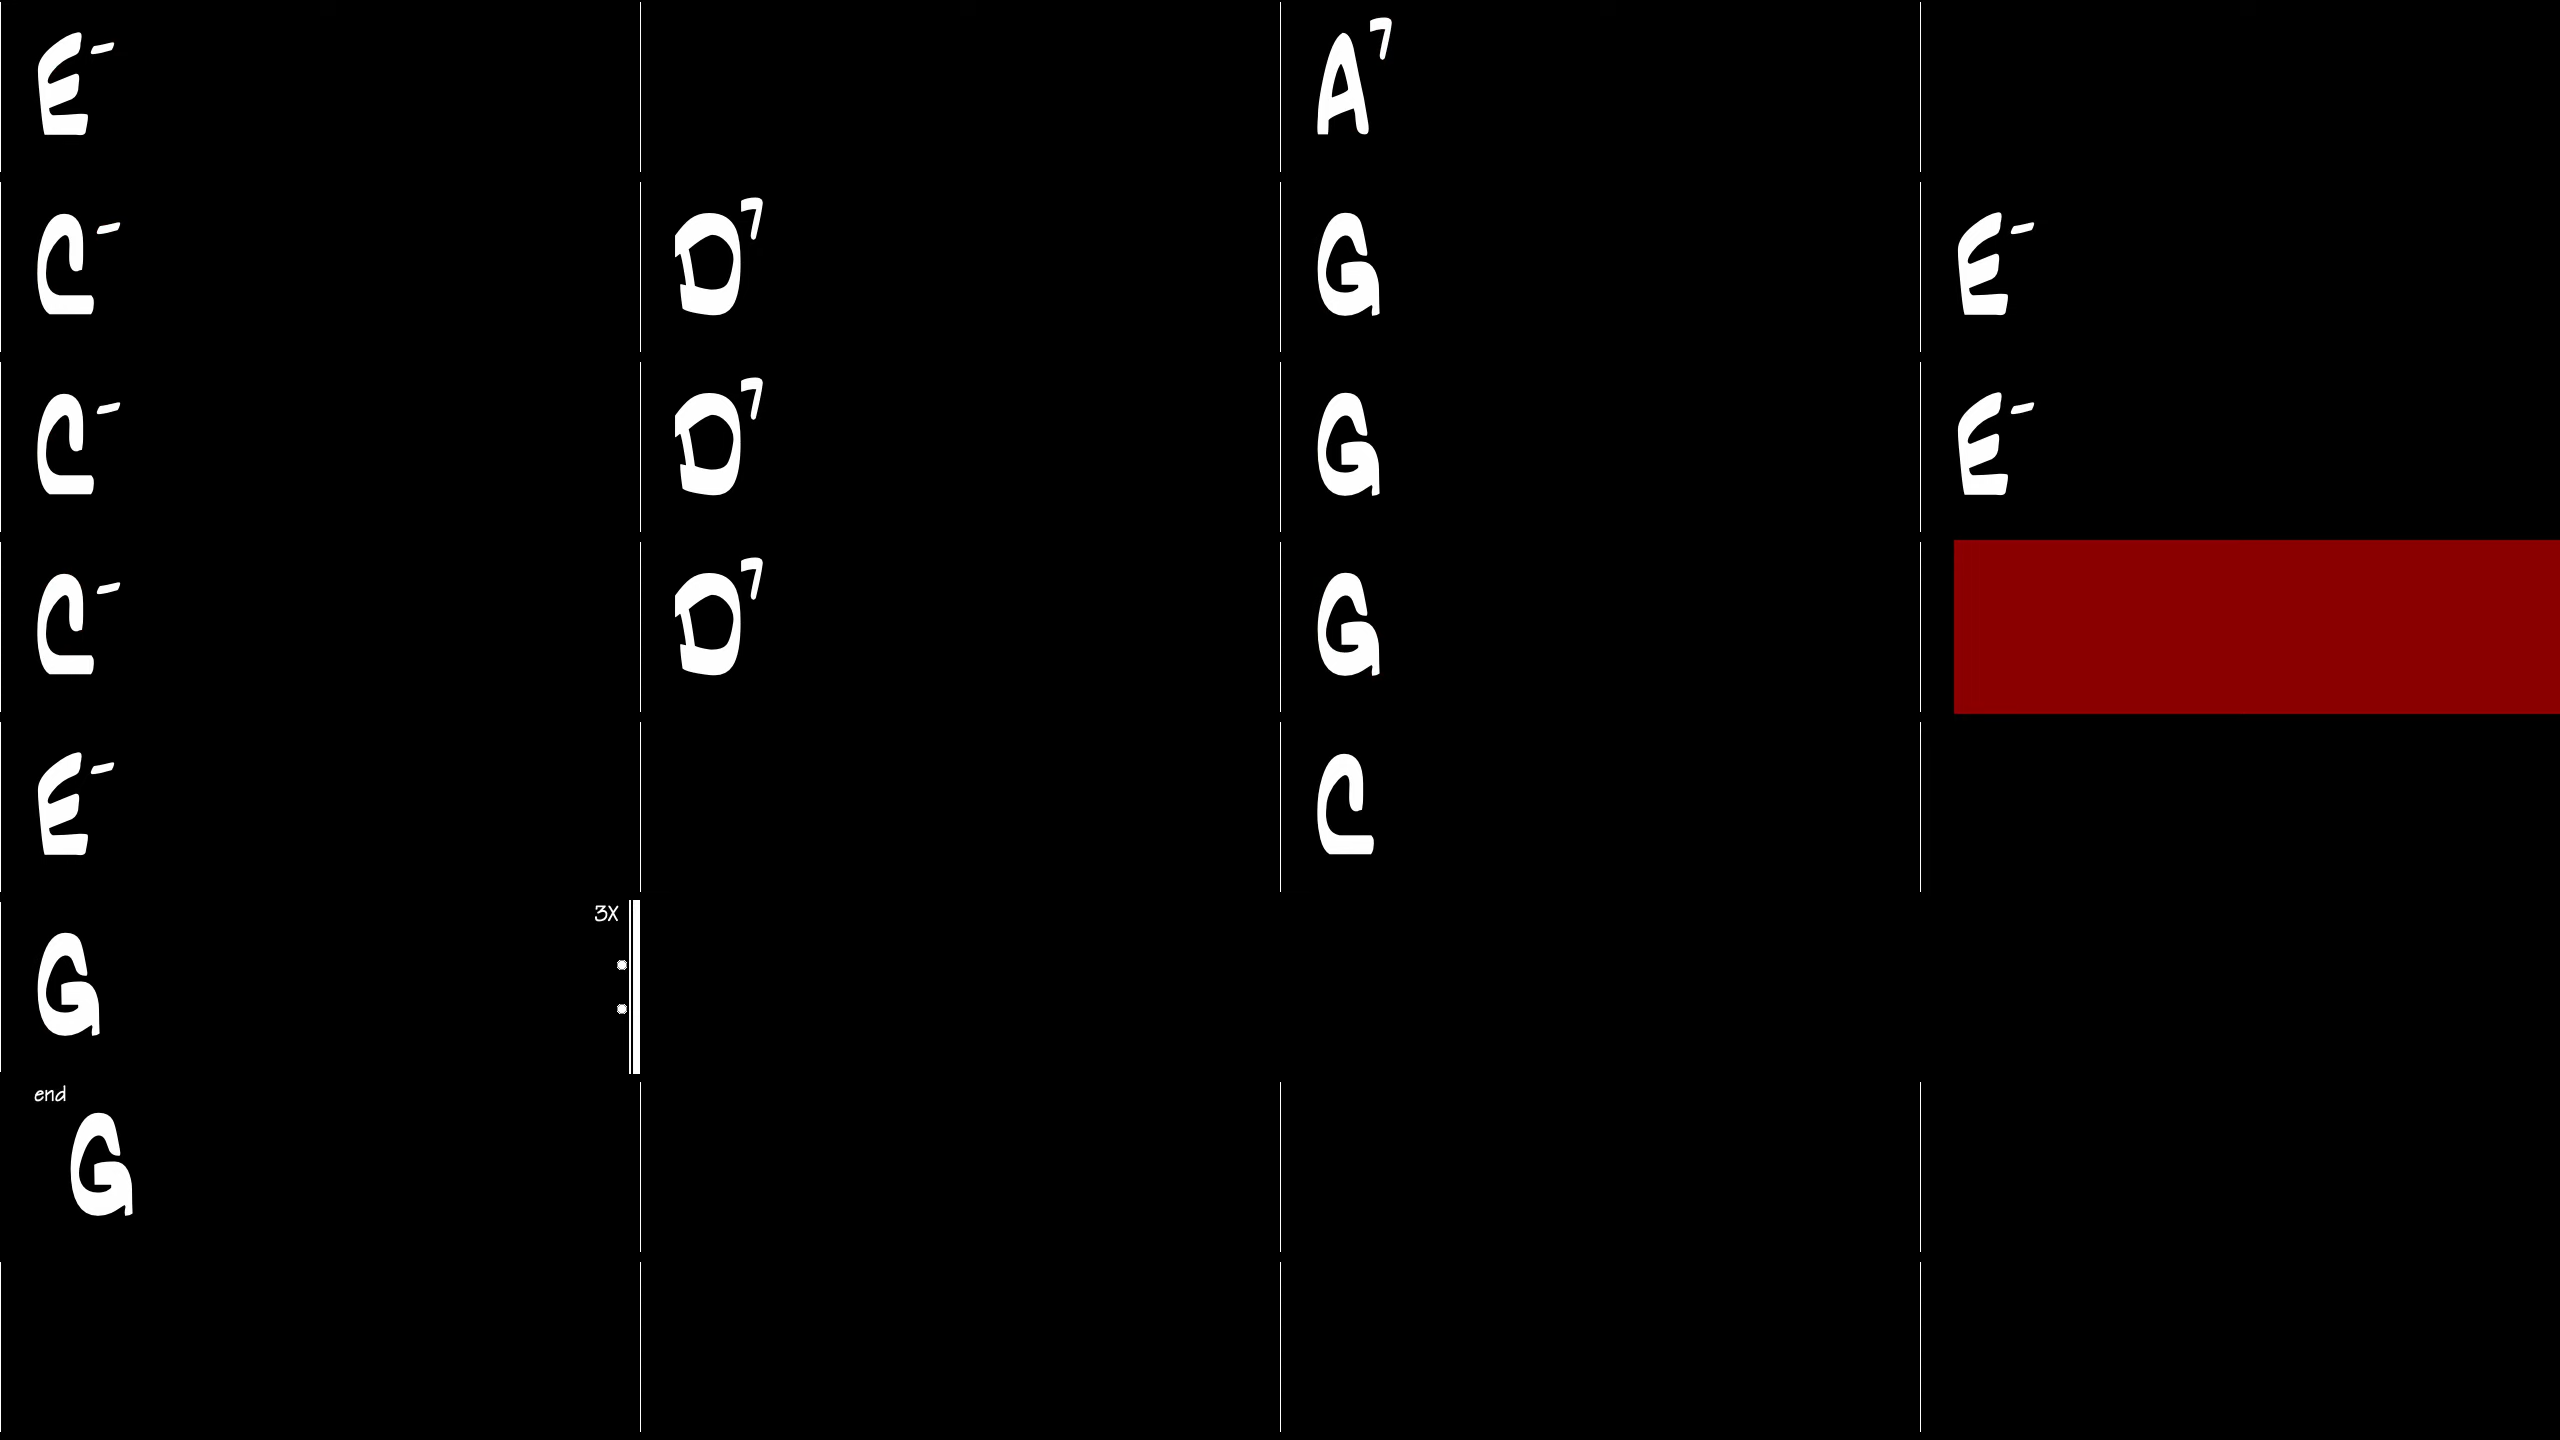 E- A7
C- D7 G E-
C- D7 G E-
C- D7 G
E- C
3X
G
end
G